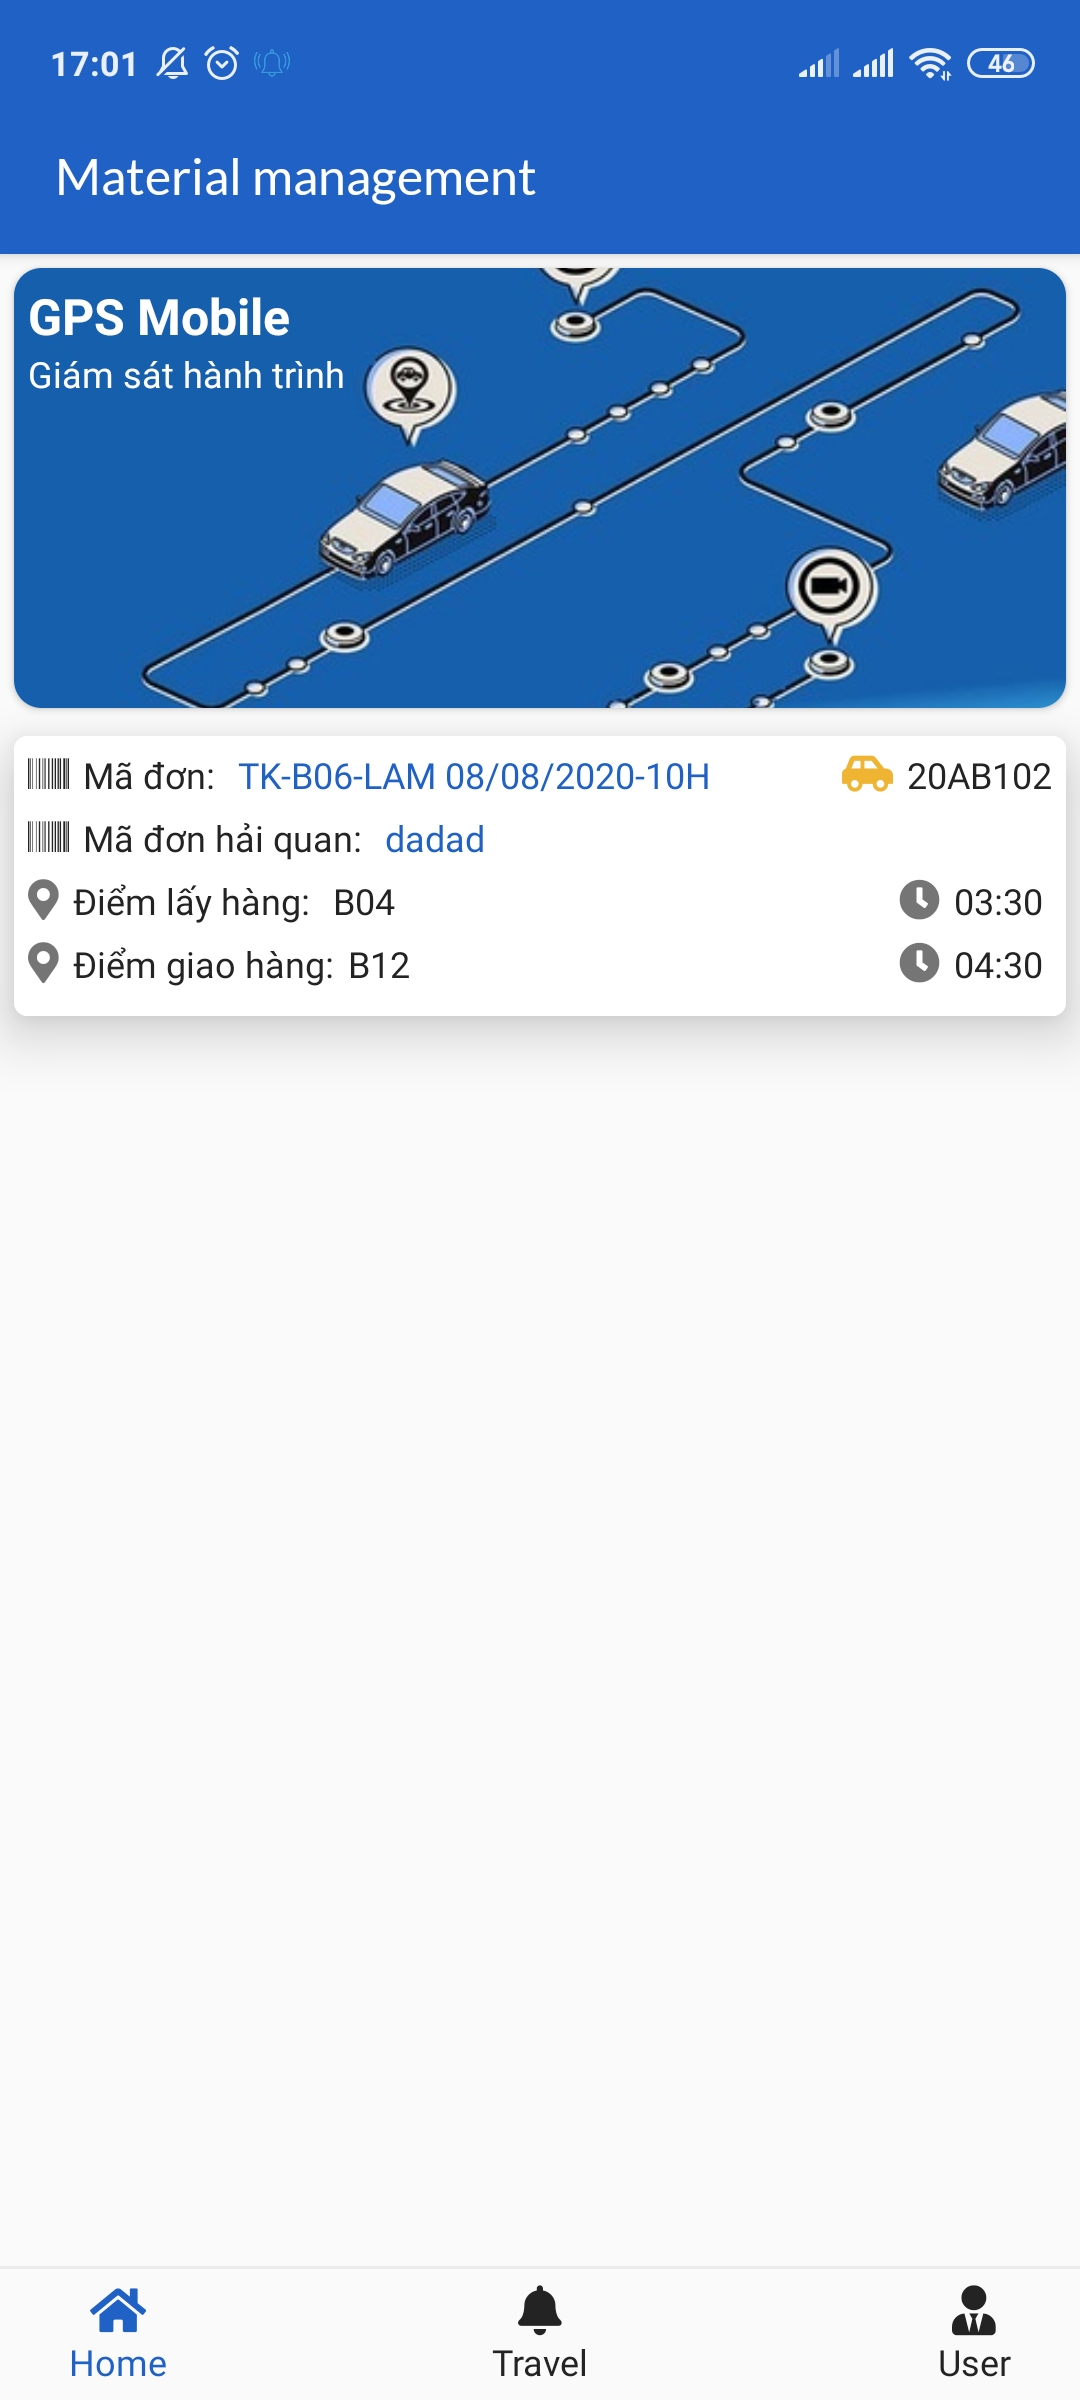 17:01
46
Material management
GPS Mobile
Giám sát hành trình
Mã đơn: TK-B06-LAM 08/08/2020-10H 20AB102
Mã đơn hải quan: dadad
Điểm lấy hàng: B04 03:30
Điểm giao hàng: B12 04:30
Home Travel User